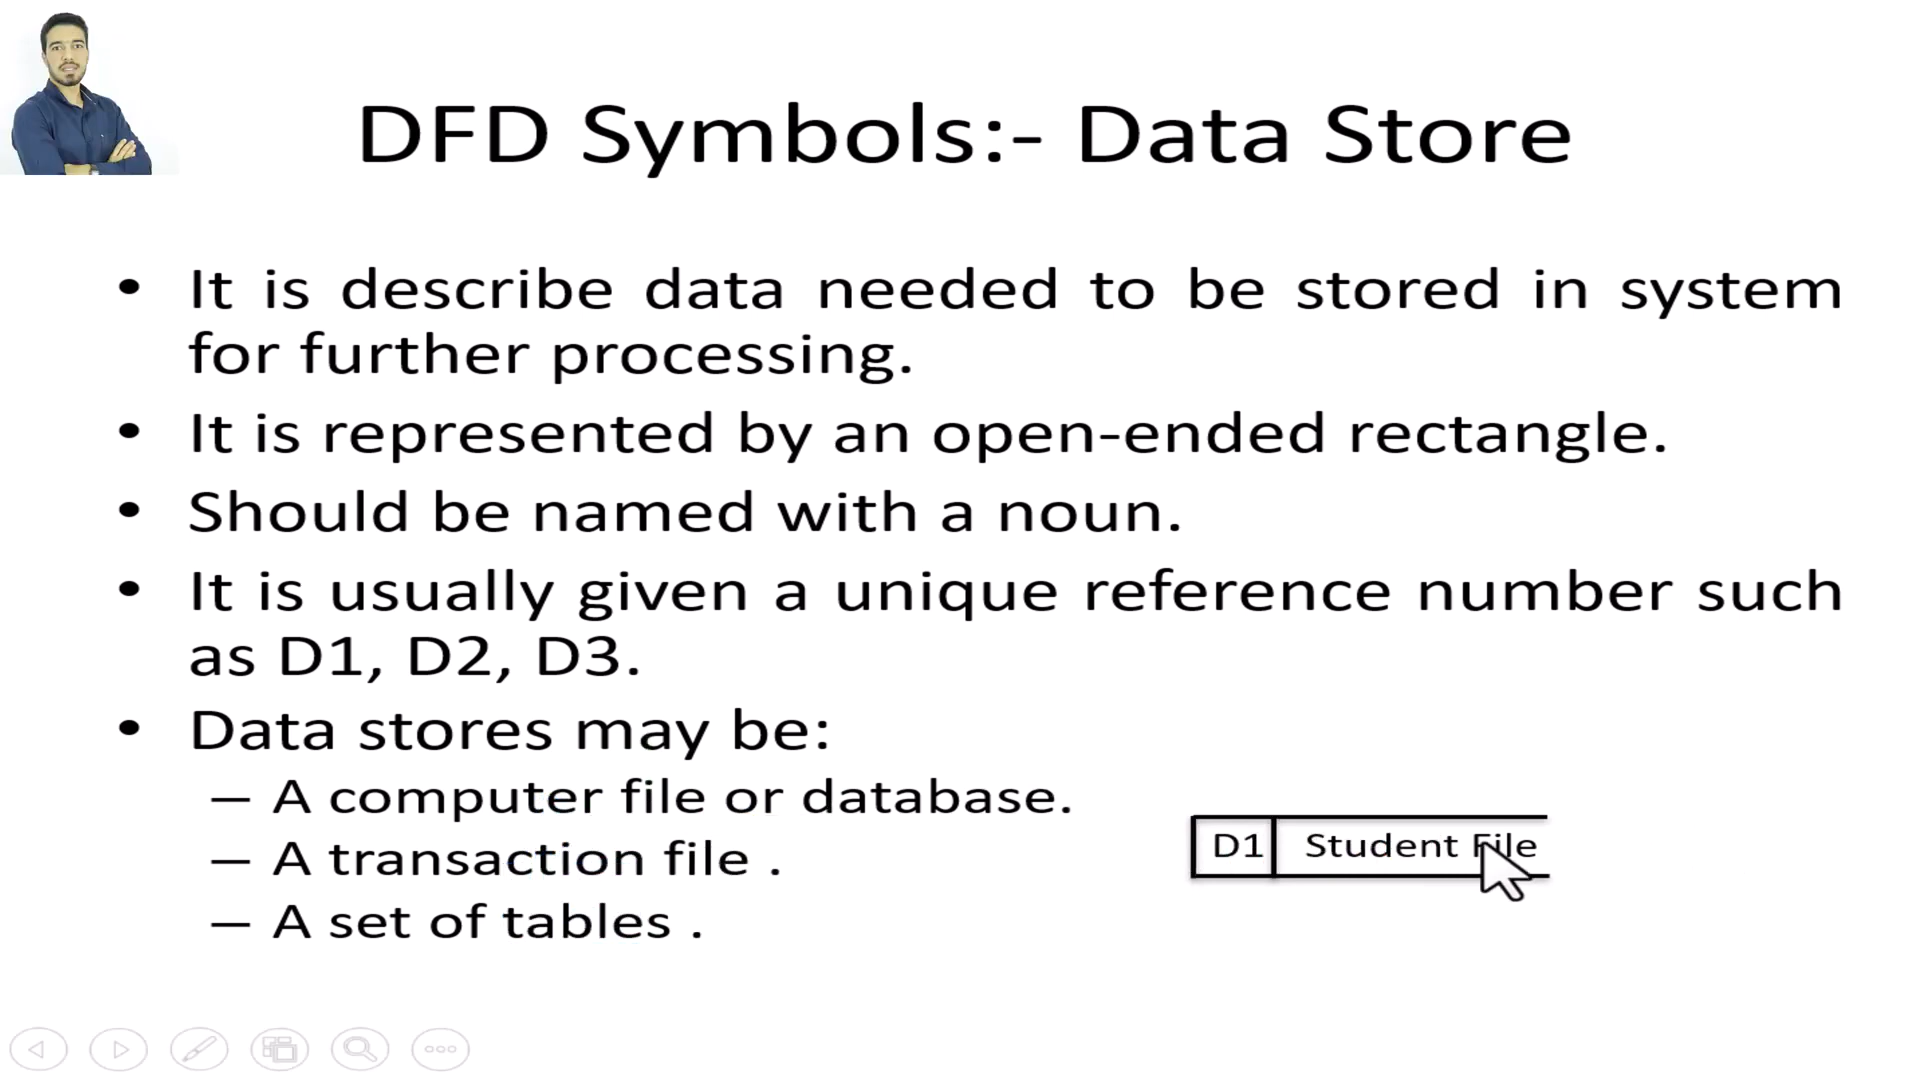 DFD Symbols:- Data Store
• It is describe data needed to be stored in system
for further processing.
• It is represented by an open-ended rectangle.
• Should be named with a noun.
• It is usually given a unique reference number such
as D1, D2, D3.
• Data stores may be:
– A computer file or database.
– A transaction file .
– A set of tables .
D1 Student File